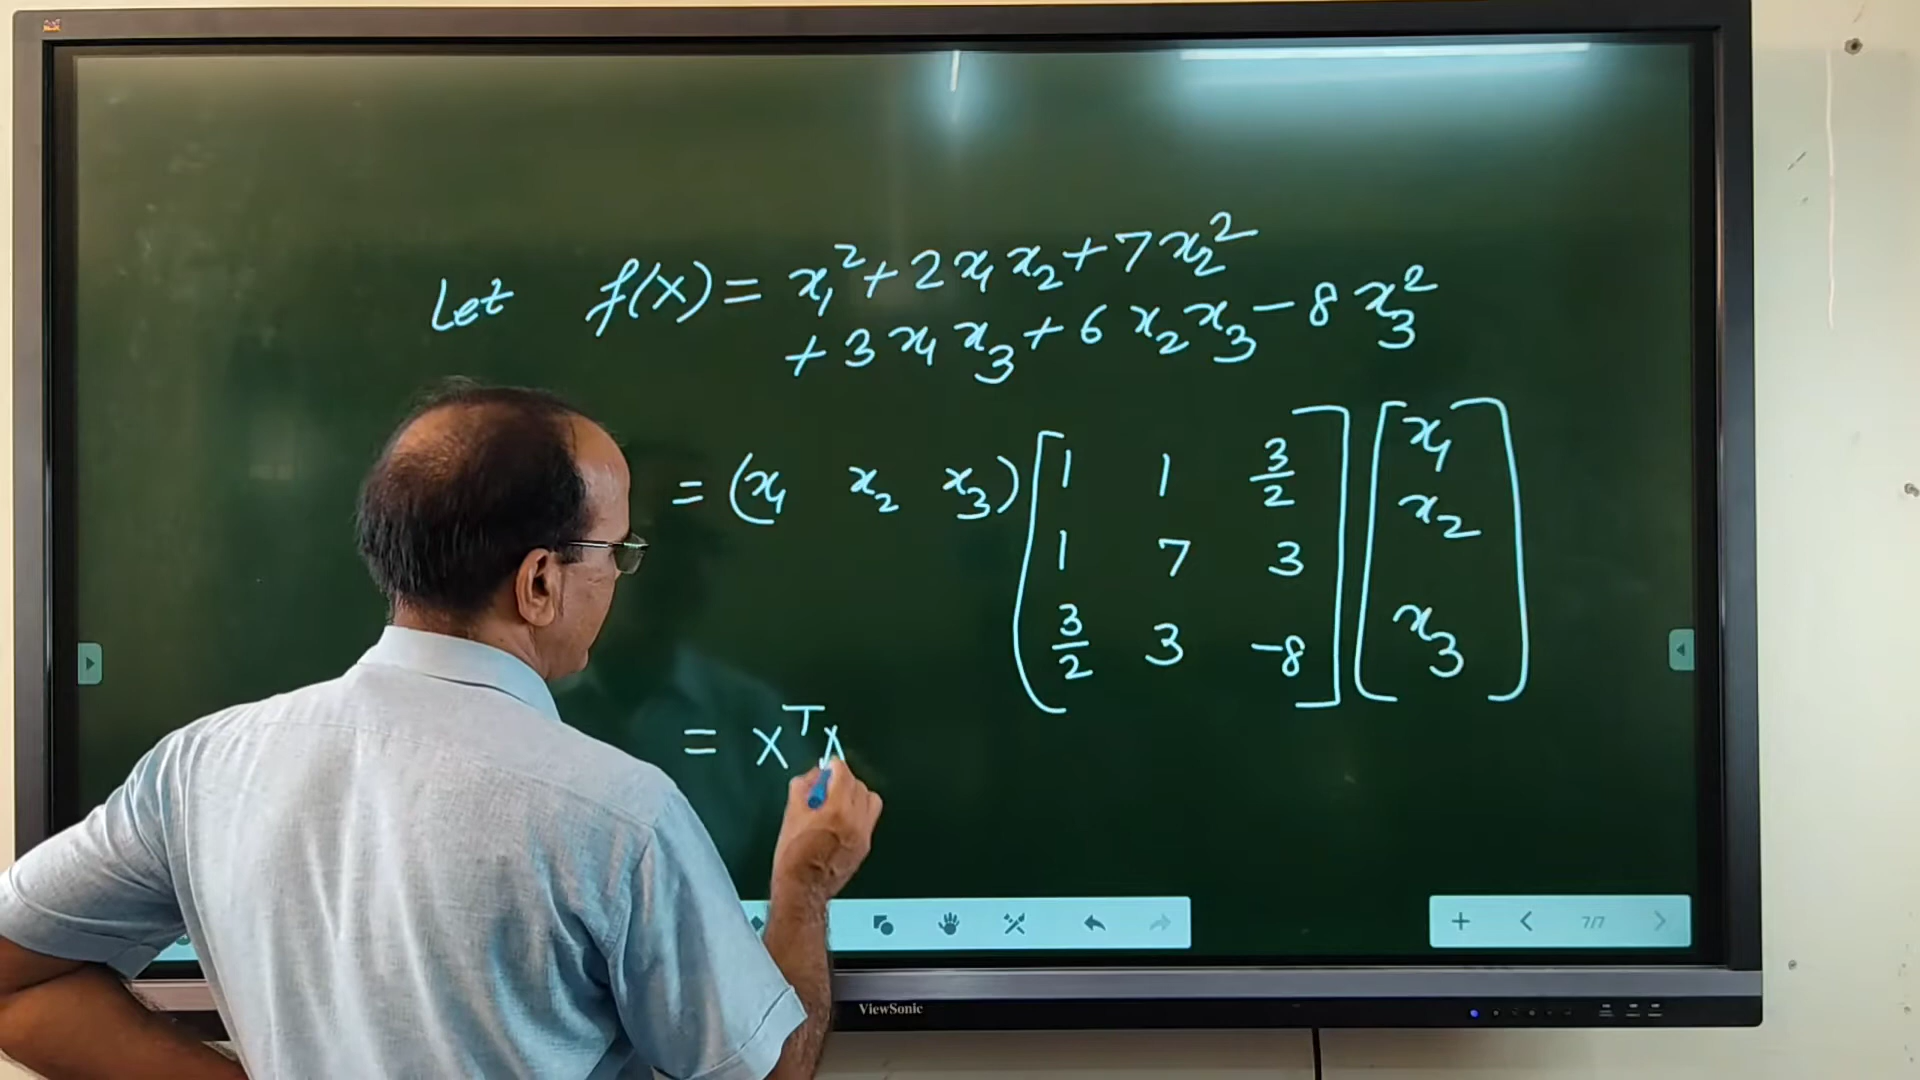 Let f(x) = x₁² + 2x₁x₂ + 7x₂²
+ 3x₁x₃ + 6x₂x₃ - 8x₃²
= (x₁ x₂ x₃) [1 1 3/2] [x₁]
[1 7 3] [x₂]
[3/2 3 -8] [x₃]
= XᵀA
7/7
ViewSonic